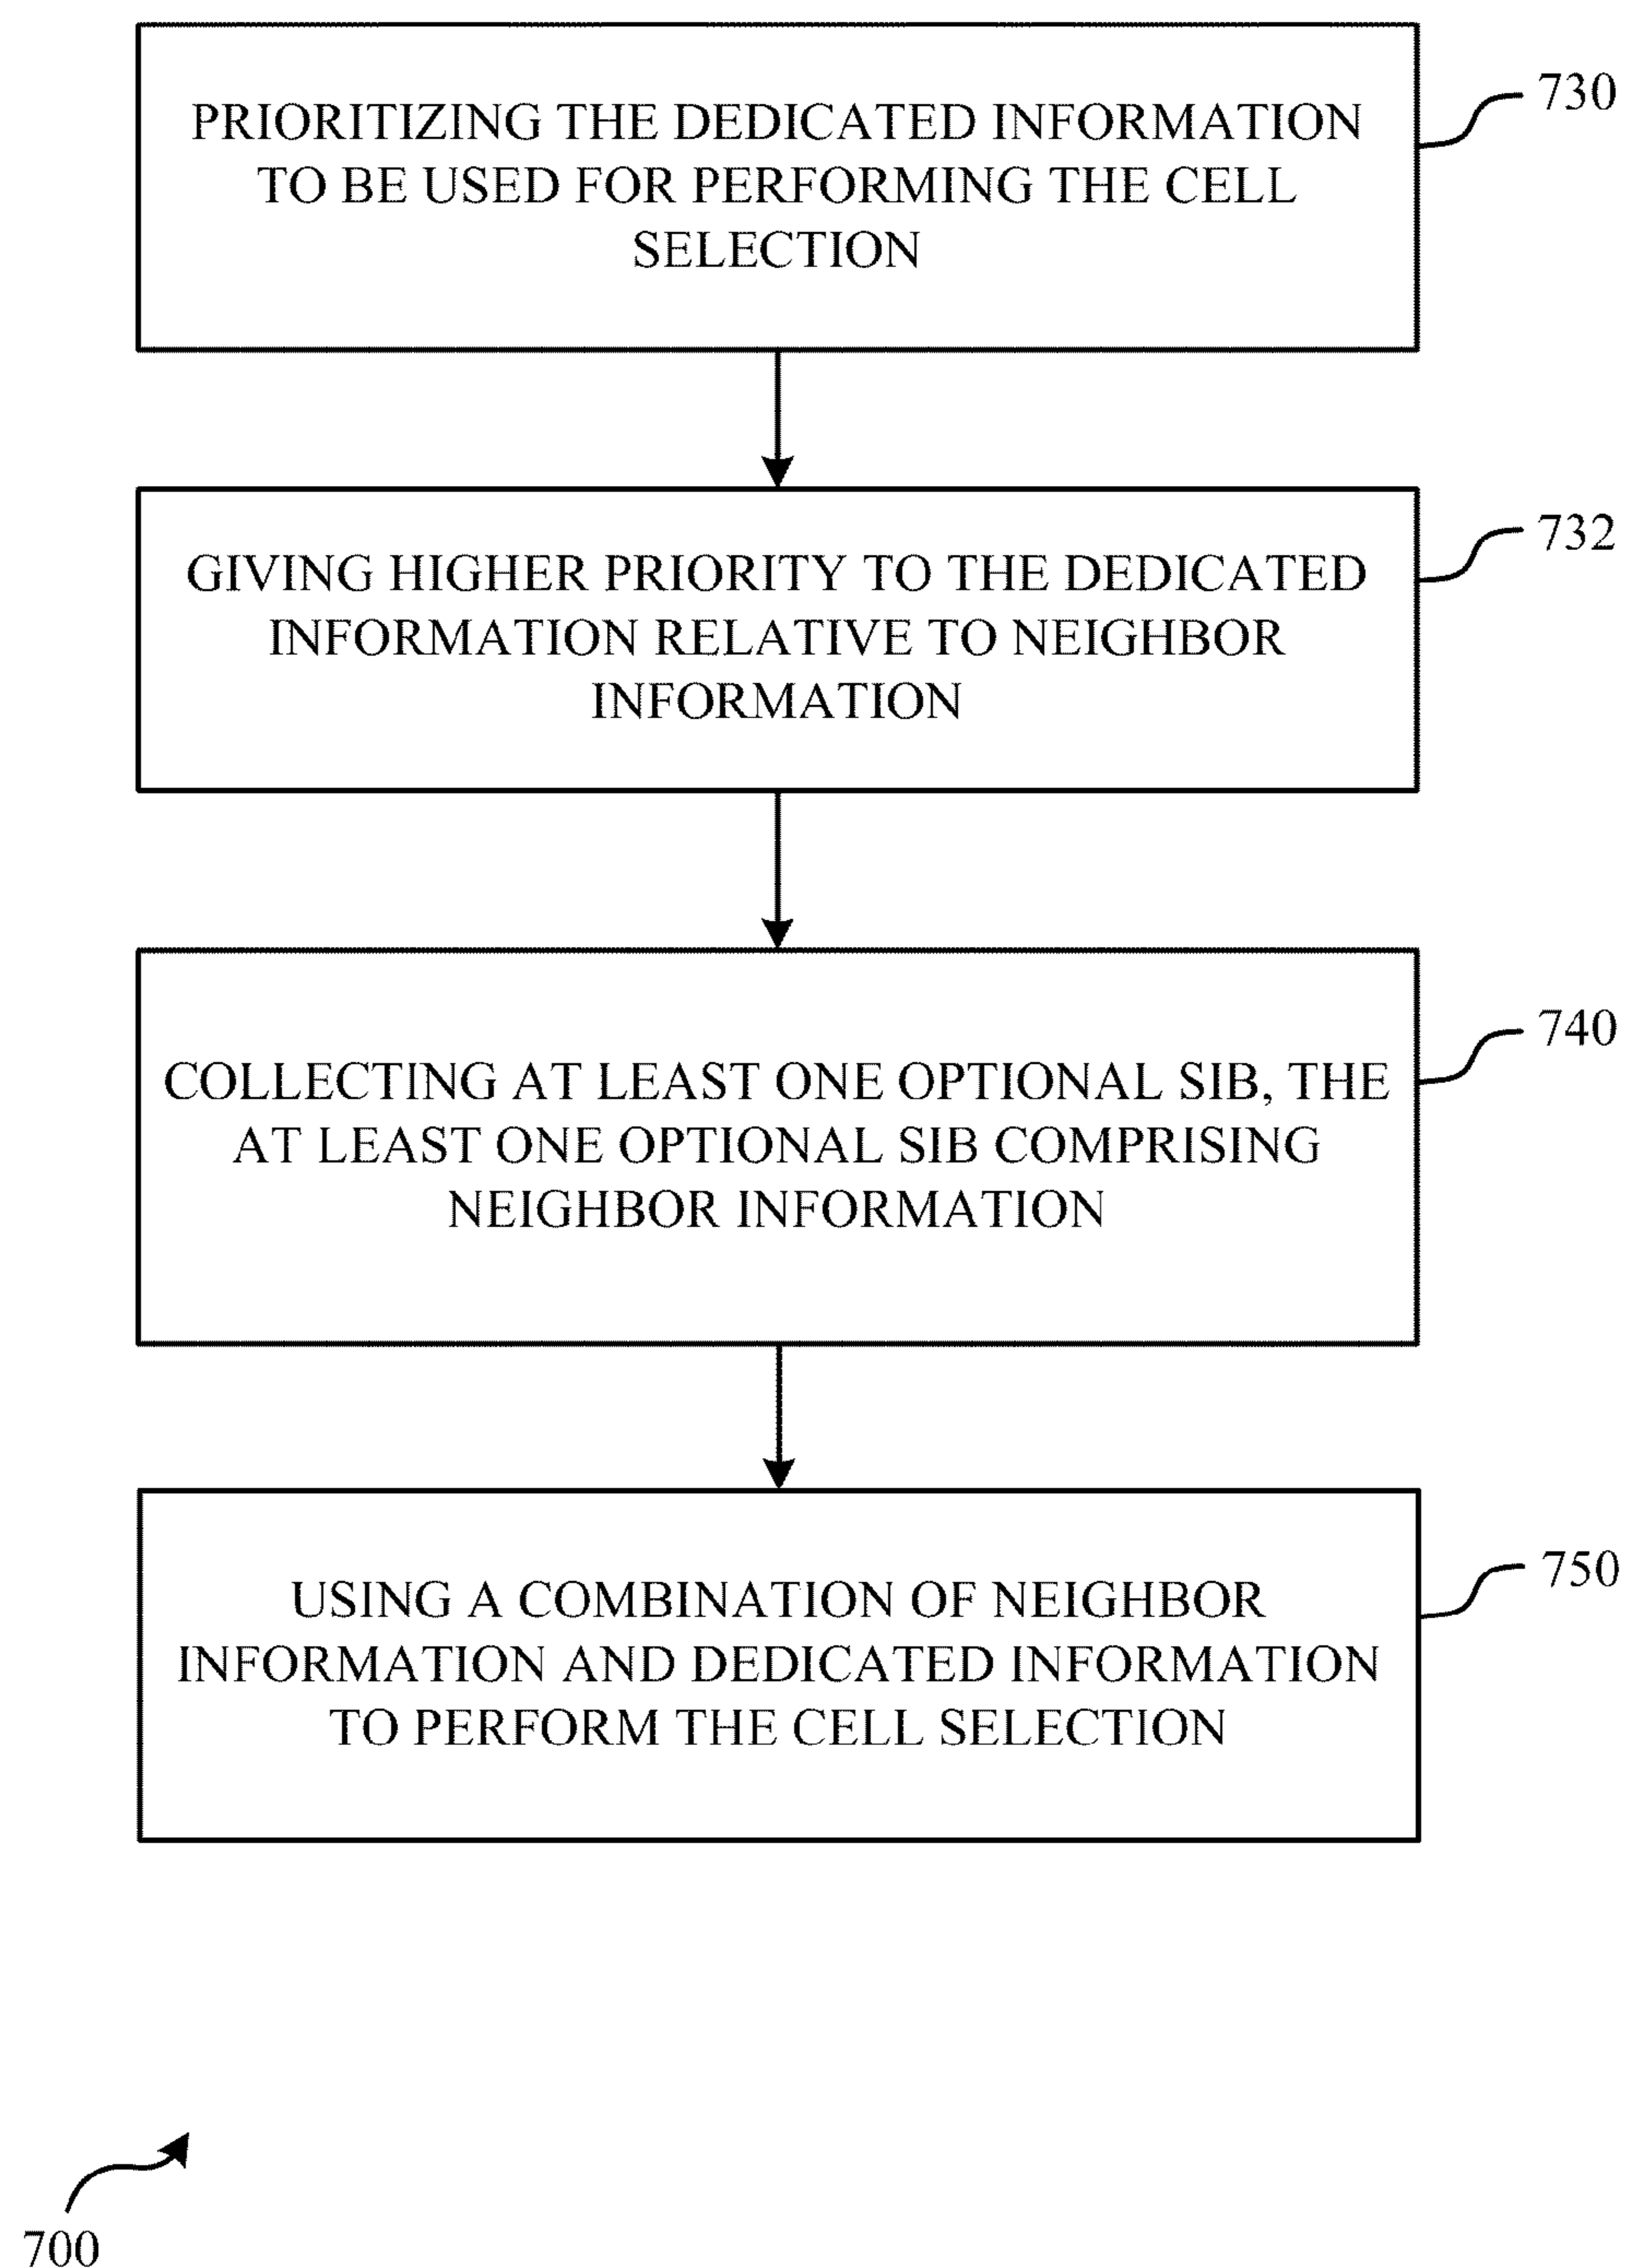 PRIORITIZING THE DEDICATED INFORMATION
TO BE USED FOR PERFORMING THE CELL
SELECTION
730
GIVING HIGHER PRIORITY TO THE DEDICATED
INFORMATION RELATIVE TO NEIGHBOR
INFORMATION
732
COLLECTING AT LEAST ONE OPTIONAL SIB, THE
AT LEAST ONE OPTIONAL SIB COMPRISING
NEIGHBOR INFORMATION
740
USING A COMBINATION OF NEIGHBOR
INFORMATION AND DEDICATED INFORMATION
TO PERFORM THE CELL SELECTION
750
700